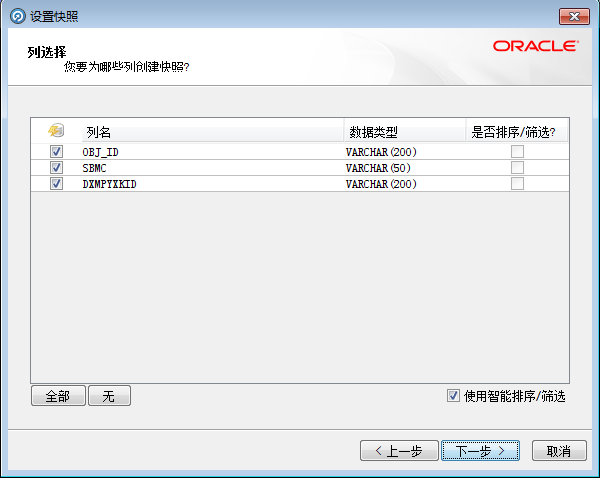 设置快照
列选择
您要为哪些列创建快照?
ORACLE
列名 数据类型 是否排序/筛选?
OBJ_ID VARCHAR(200)
SBMC VARCHAR(50)
DXMPYXKID VARCHAR(200)
全部 无 使用智能排序/筛选
< 上一步 下一步 > 取消